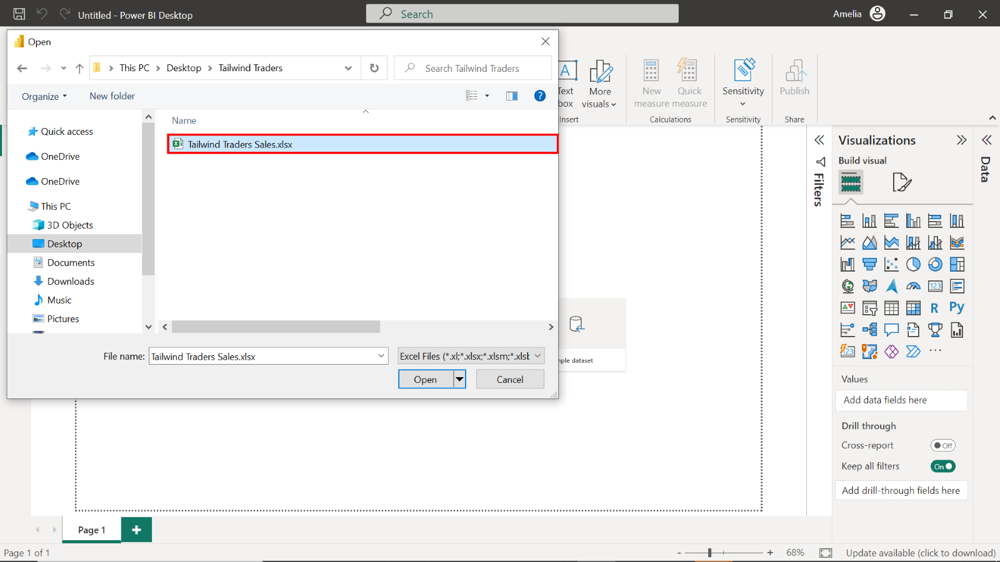 Untitled - Power BI Desktop
Search
Amelia
Open
This PC
Desktop
Tailwind Traders
Search Tailwind Traders
Organize
New folder
Name
Quick access
OneDrive
OneDrive
This PC
3D Objects
Desktop
Documents
Downloads
Music
Pictures
Tailwind Traders Sales.xlsx
File name:
Tailwind Traders Sales.xlsx
Excel Files (*.xl;*.xlsx;*.xlsm;*.xlsb
Open
Cancel
Text
box
More
visuals
Insert
New
measure
Quick
measure
Calculations
Sensitivity
Sensitivity
Publish
Share
ple dataset
Filters
Visualizations
Build visual
123
R
Py
123
Values
Add data fields here
Drill through
Cross-report
Off
Keep all filters
On
Add drill-through fields here
Data
Page 1
Page 1 of 1
68%
Update available (click to download)